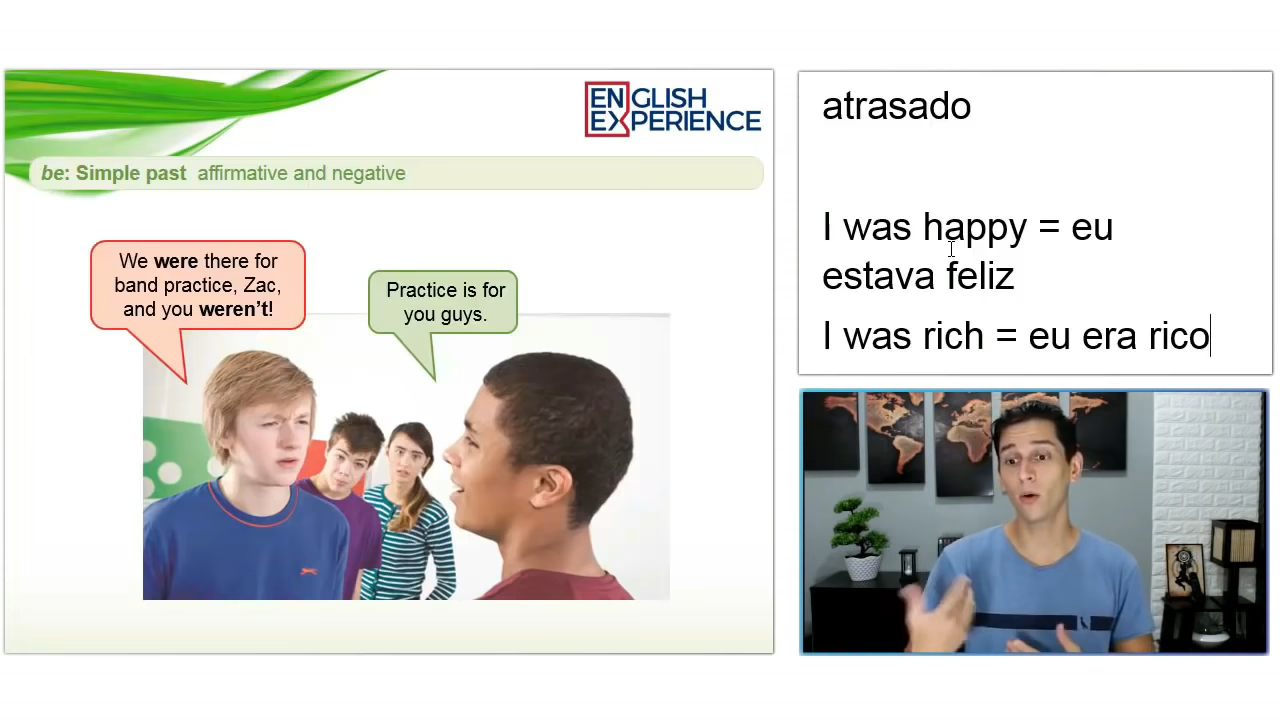 ENGLISH
EXPERIENCE
be: Simple past affirmative and negative
We were there for
band practice, Zac,
and you weren't!
Practice is for
you guys.
atrasado
I was happy = eu
estava feliz
I was rich = eu era rico